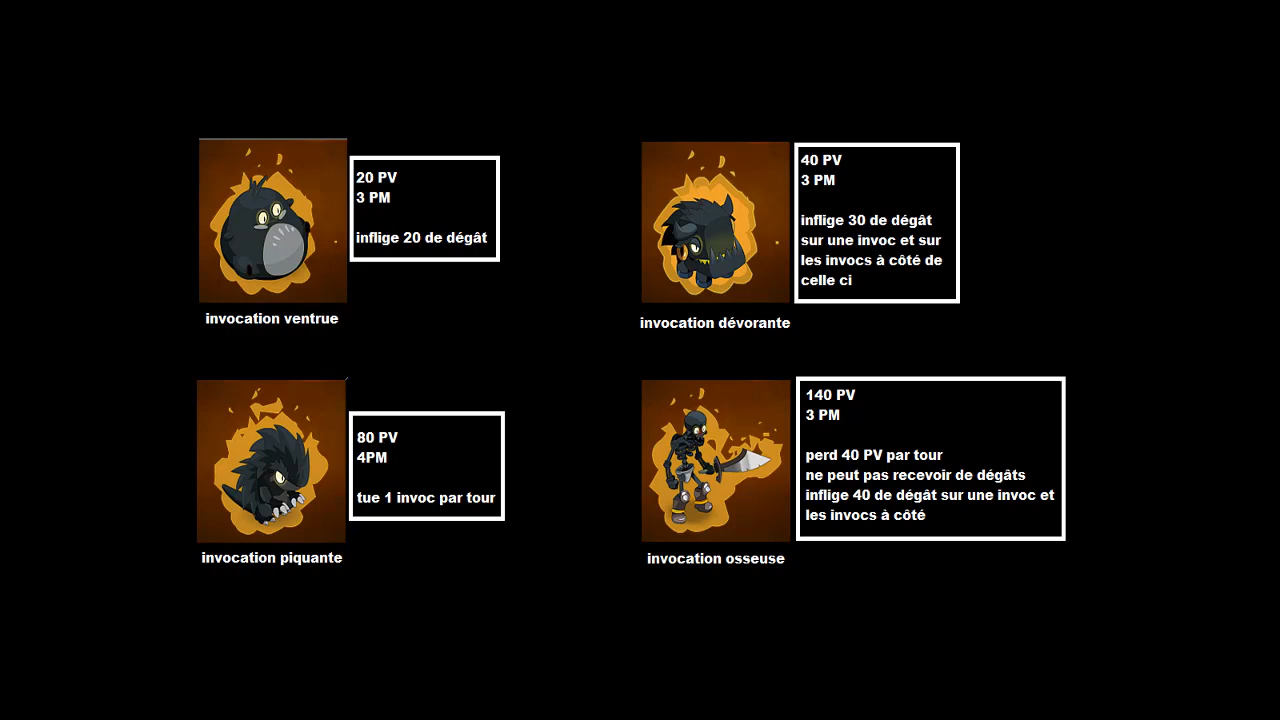 20 PV
3 PM
inflige 20 de dégât
invocation ventrue
40 PV
3 PM
inflige 30 de dégât
sur une invoc et sur
les invocs à côté de
celle ci
invocation dévorante
80 PV
4PM
tue 1 invoc par tour
invocation piquante
140 PV
3 PM
perd 40 PV par tour
ne peut pas recevoir de dégâts
inflige 40 de dégât sur une invoc et
les invocs à côté
invocation osseuse